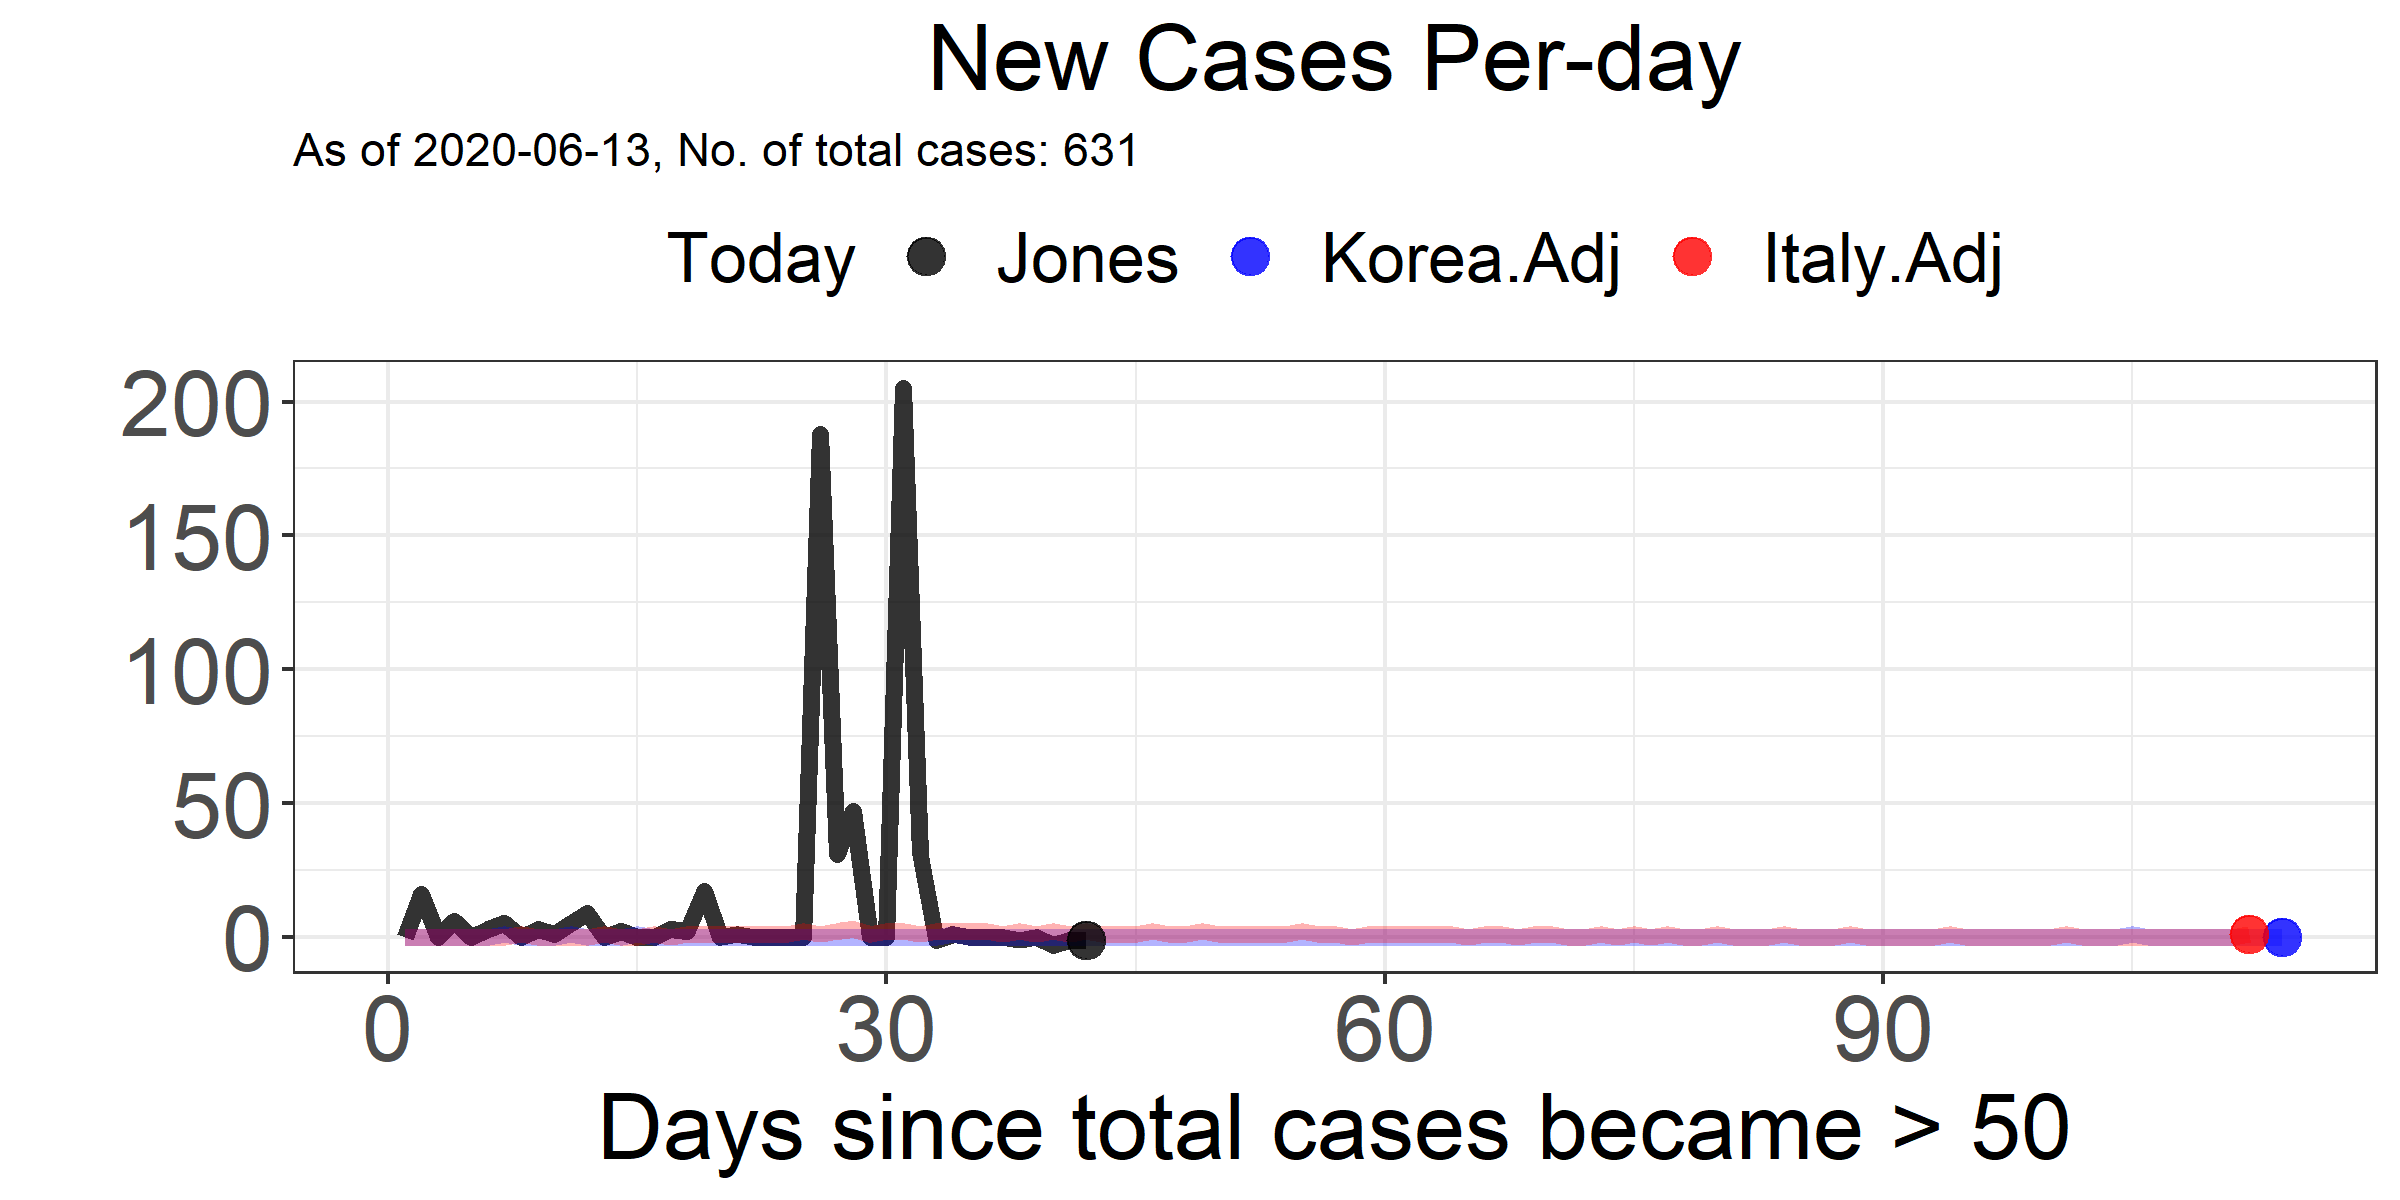 New Cases Per-day
As of 2020-06-13, No. of total cases: 631
Today Jones Korea.Adj Italy.Adj
200
150
100
50
0
0 30 60 90
Days since total cases became > 50